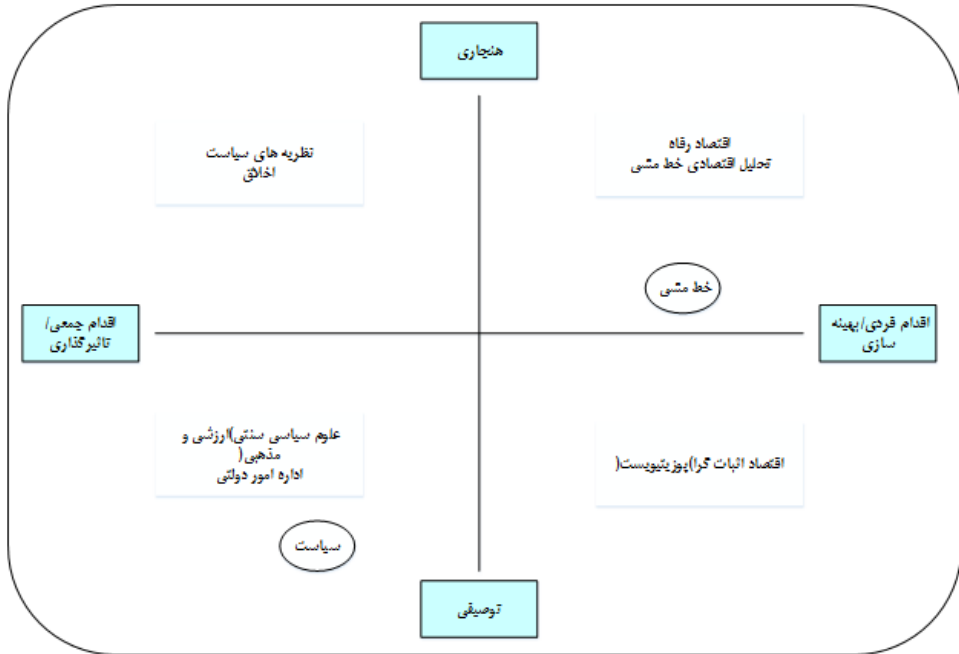 هنجاری
اقتصاد رفاه
تحلیل اقتصادی خط مشی
نظریه های سیاست
اخلاق
خط مشی
اقدام فردی/بهینه
سازی
اقدام جمعی/
تاثیرگذاری
علوم سیاسی سنتی)ارزشی و
مذهبی(
اداره امور دولتی
اقتصاد اثبات گرا)پوزیتیویست(
سیاست
توصیفی